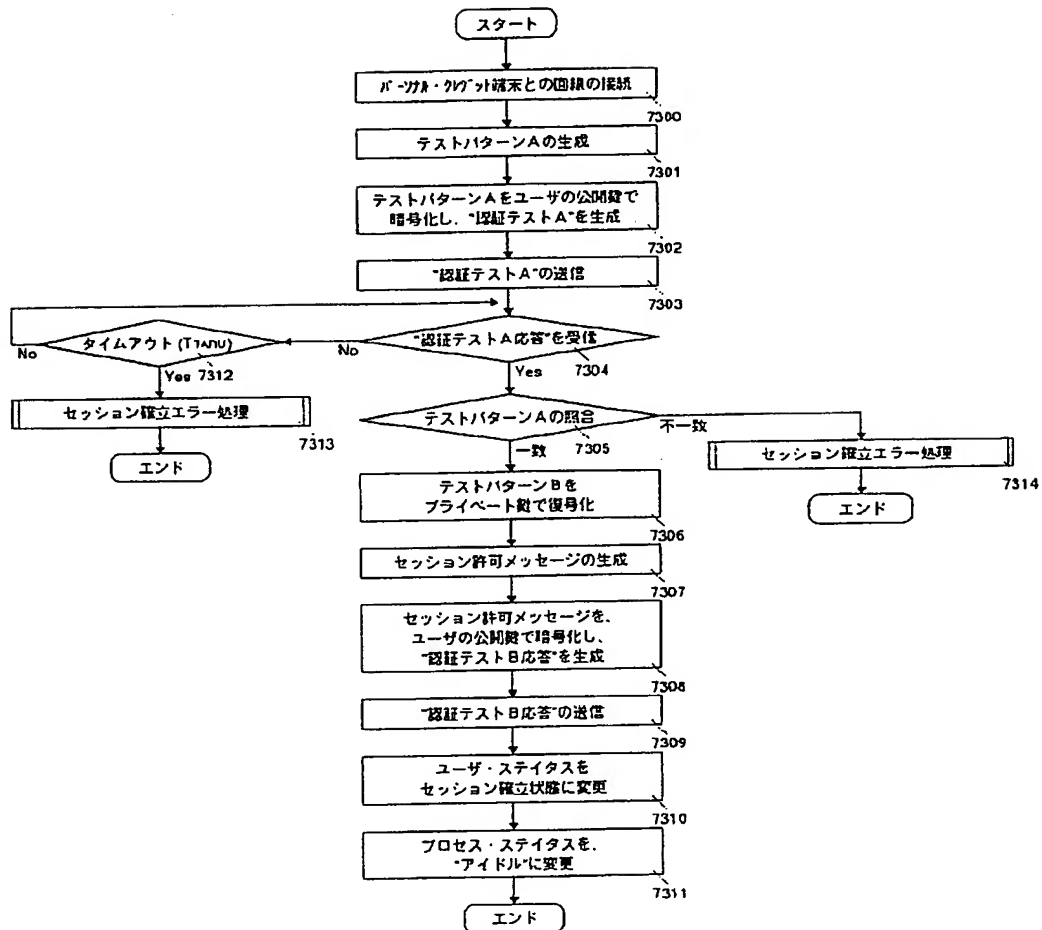 スタート
パーソナル・クレジット端末との回線の接続
7300
テストパターンAの生成
7301
テストパターンAをユーザの公開鍵で
暗号化し、"認証テストA"を生成
7302
"認証テストA"の送信
7303
"認証テストA応答"を受信
7304
No
Yes
タイムアウト(
7312
No
Yes
セッション確立エラー処理
7313
エンド
テストパターンAの照合
7305
不一致
一致
セッション確立エラー処理
7314
エンド
テストパターンBを
プライベート鍵で復号化
7306
セッション許可メッセージの生成
7307
セッション許可メッセージを、
ユーザの公開鍵で暗号化し、
"認証テストB応答"を生成
7308
"認証テストB応答"の送信
7309
ユーザ・ステイタスを
セッション確立状態に変更
7310
プロセス・ステイタスを、
"アイドル"に変更
7311
エンド